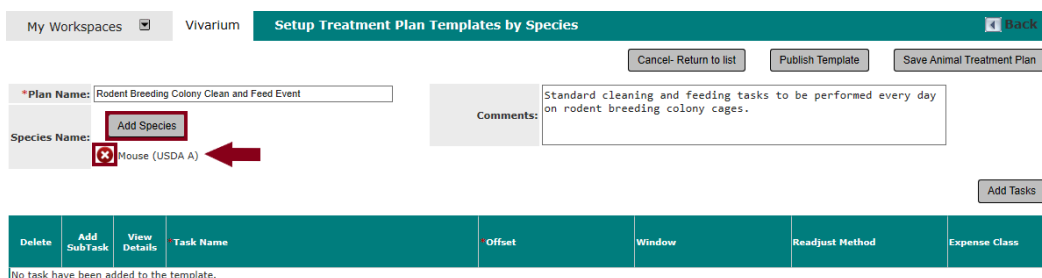 My Workspaces Vivarium Setup Treatment Plan Templates by Species Back
Cancel- Return to list Publish Template Save Animal Treatment Plan
*Plan Name: Rodent Breeding Colony Clean and Feed Event
Comments: Standard cleaning and feeding tasks to be performed every day
on rodent breeding colony cages.
Species Name: Add Species
Mouse (USDA A)
Add Tasks
Delete Add SubTask View Details *Task Name *Offset Window Readjust Method Expense Class
No task have been added to the template.